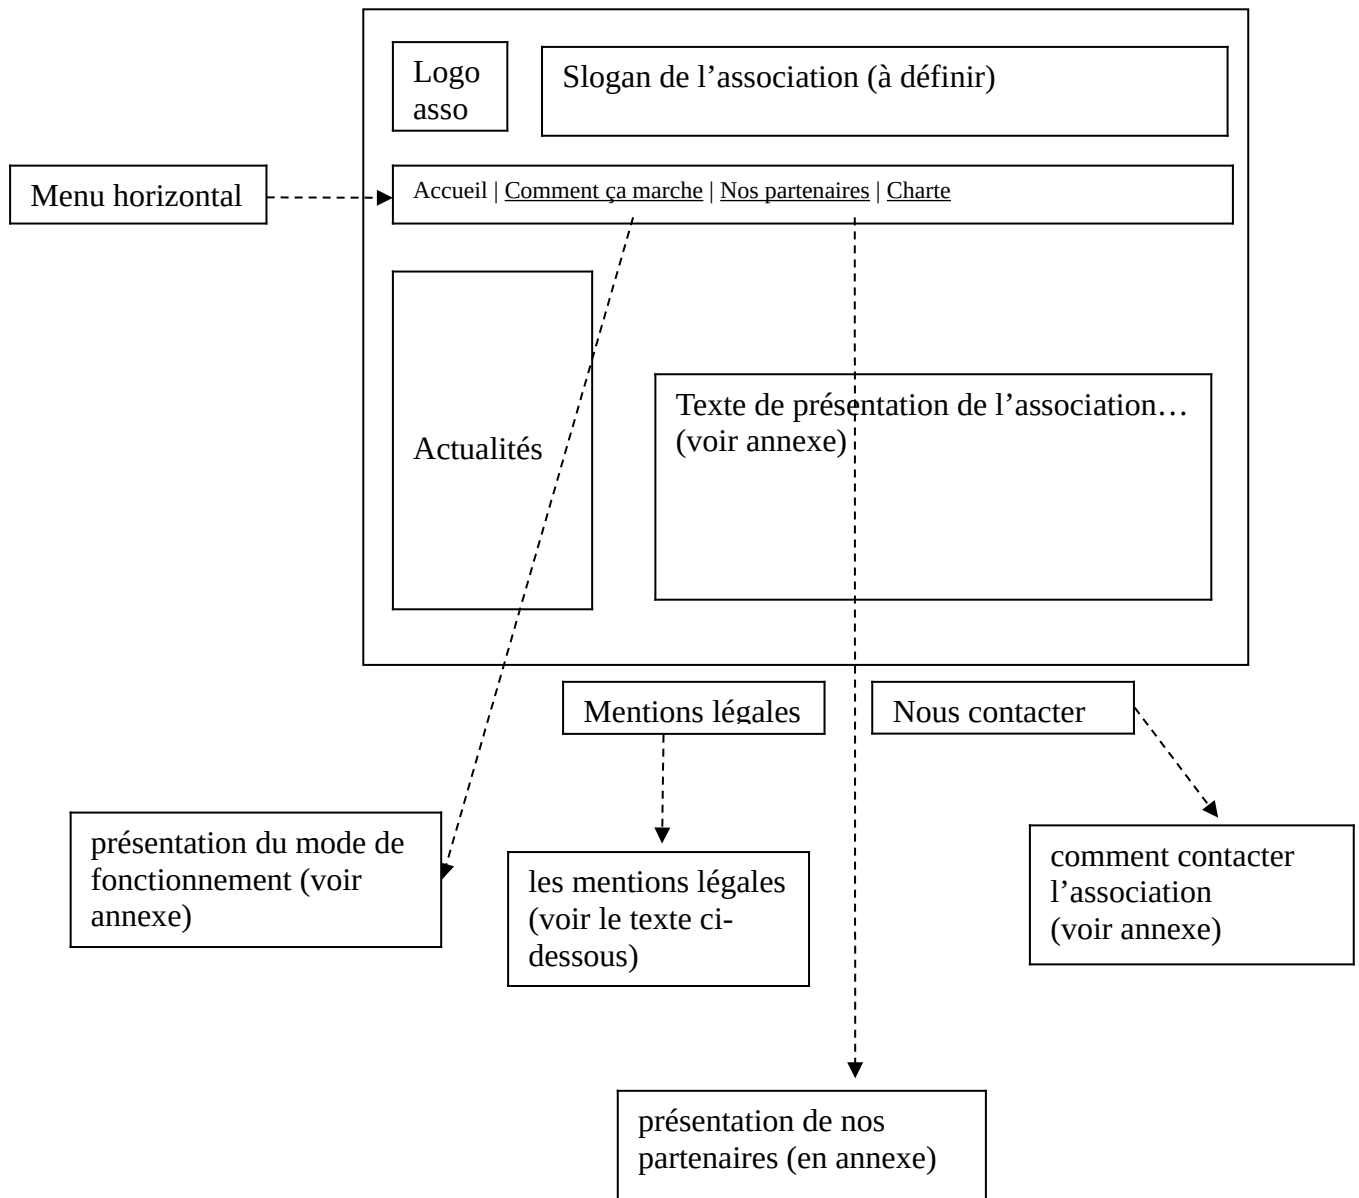 Logo
asso
Slogan de l’association (à définir)
Menu horizontal
Accueil | Comment ça marche | Nos partenaires | Charte
Actualités
Texte de présentation de l’association…
(voir annexe)
Mentions légales
Nous contacter
présentation du mode de
fonctionnement (voir
annexe)
les mentions légales
(voir le texte ci-
dessous)
comment contacter
l’association
(voir annexe)
présentation de nos
partenaires (en annexe)